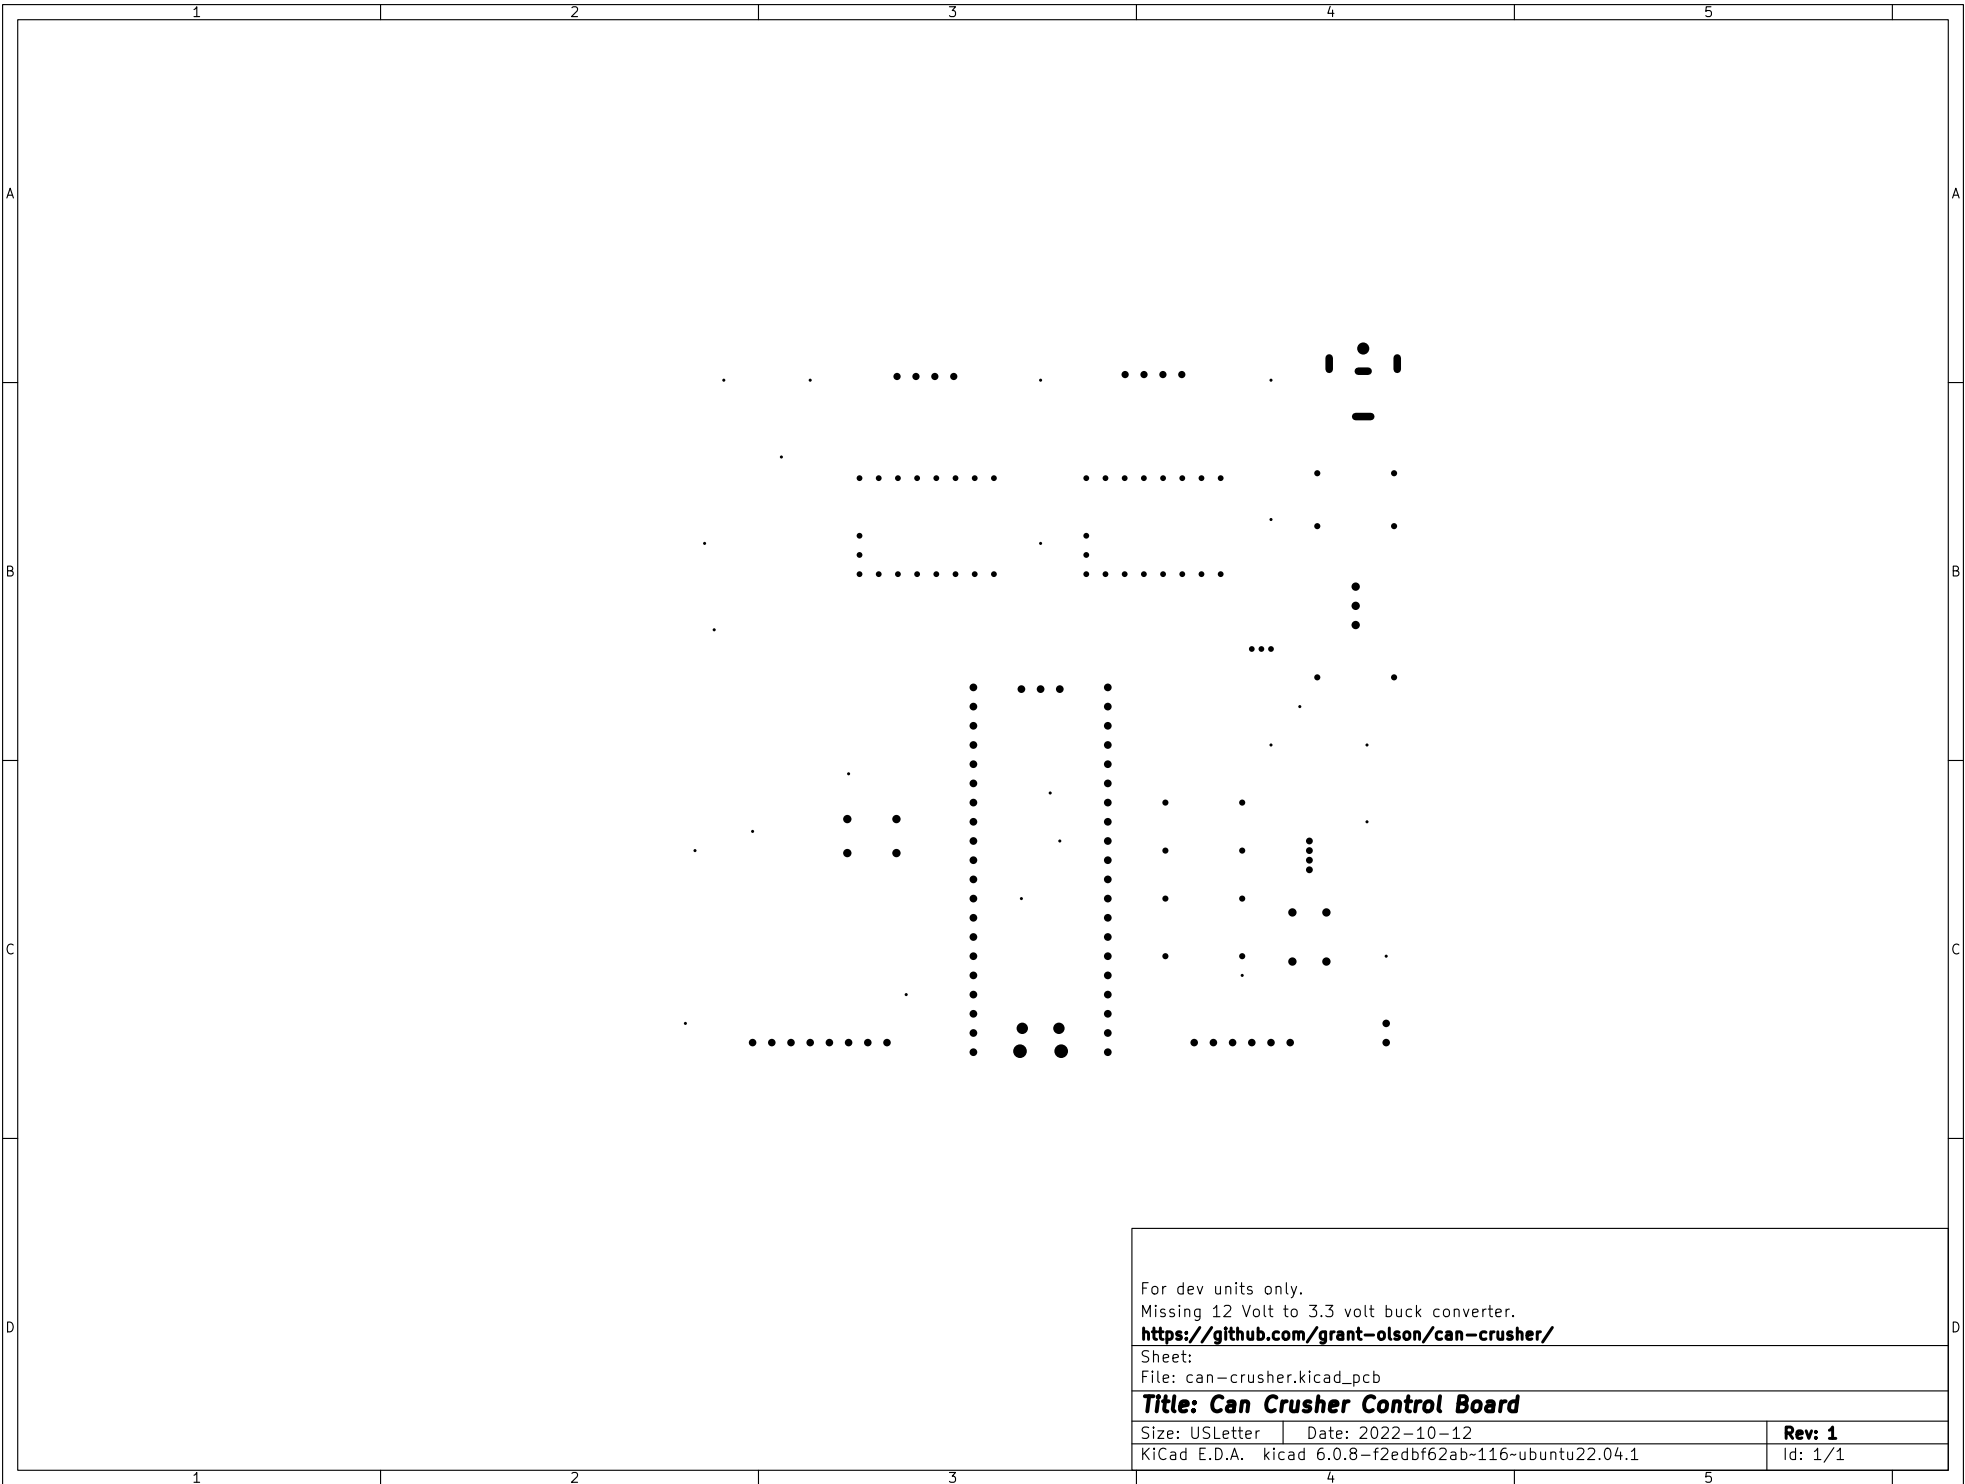 1 2 3 4 5
A A
B B
C C
D D
For dev units only.
Missing 12 Volt to 3.3 volt buck converter.
https://github.com/grant-olson/can-crusher/
Sheet:
File: can-crusher.kicad_pcb
Title: Can Crusher Control Board
Size: USLetter Date: 2022-10-12 Rev: 1
KiCad E.D.A. kicad 6.0.8-f2edbf62ab~116~ubuntu22.04.1 Id: 1/1
1 2 3 4 5